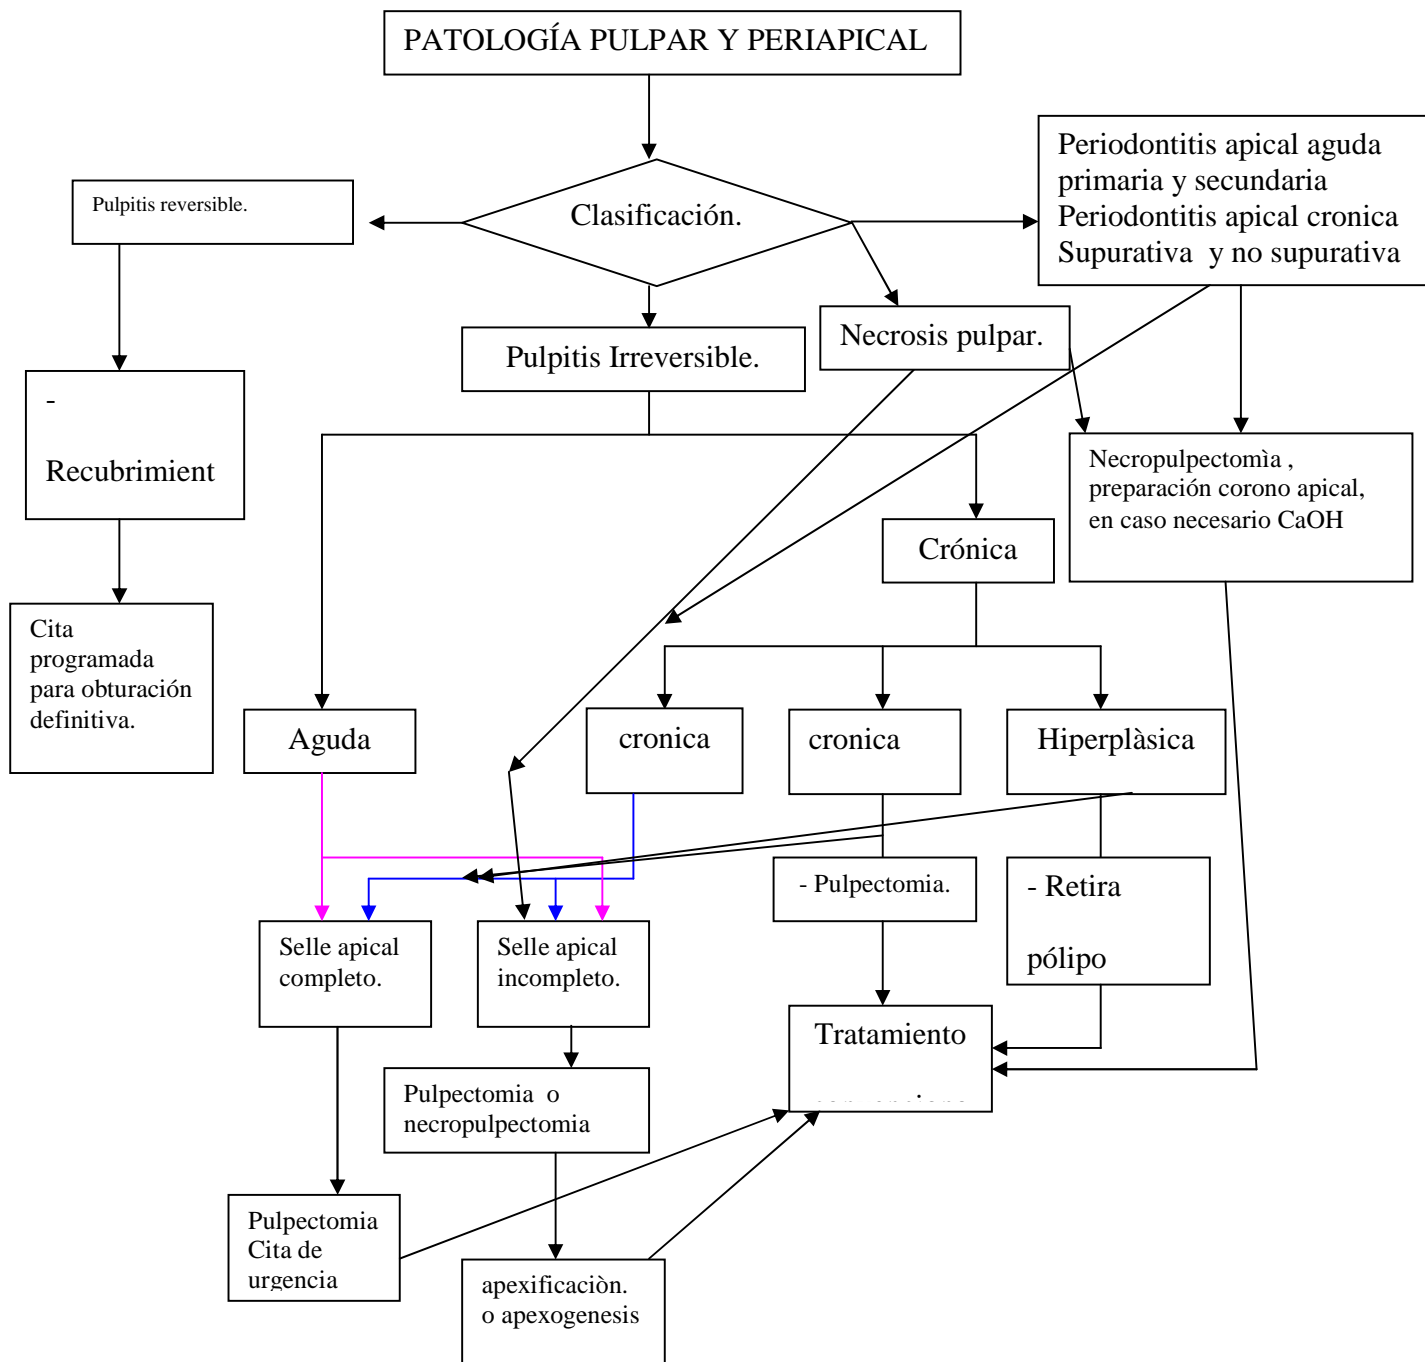 PATOLOGÍA PULPAR Y PERIAPICAL
Periodontitis apical aguda
primaria y secundaria
Periodontitis apical cronica
Supurativa y no supurativa
Pulpitis reversible.
Clasificación.
Necrosis pulpar.
Pulpitis Irreversible.
-
Recubrimient
Necropulpectomìa ,
preparación corono apical,
en caso necesario CaOH
Crónica
Cita
programada
para obturación
definitiva.
Aguda
cronica
cronica
Hiperplàsica
- Pulpectomia.
- Retira
pólipo
Selle apical
completo.
Selle apical
incompleto.
Tratamiento
Pulpectomia o
necropulpectomia
Pulpectomia
Cita de
urgencia
apexificaciòn.
o apexogenesis